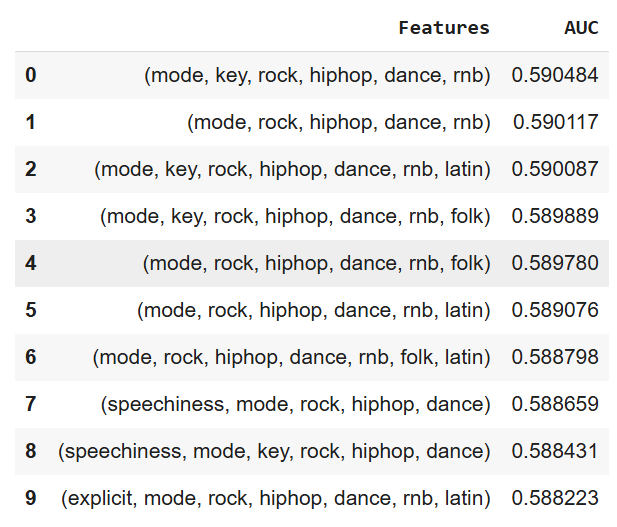 Features AUC
0 (mode, key, rock, hiphop, dance, rnb) 0.590484
1 (mode, rock, hiphop, dance, rnb) 0.590117
2 (mode, key, rock, hiphop, dance, rnb, latin) 0.590087
3 (mode, key, rock, hiphop, dance, rnb, folk) 0.589889
4 (mode, rock, hiphop, dance, rnb, folk) 0.589780
5 (mode, rock, hiphop, dance, rnb, latin) 0.589076
6 (mode, rock, hiphop, dance, rnb, folk, latin) 0.588798
7 (speechiness, mode, rock, hiphop, dance) 0.588659
8 (speechiness, mode, key, rock, hiphop, dance) 0.588431
9 (explicit, mode, rock, hiphop, dance, rnb, latin) 0.588223